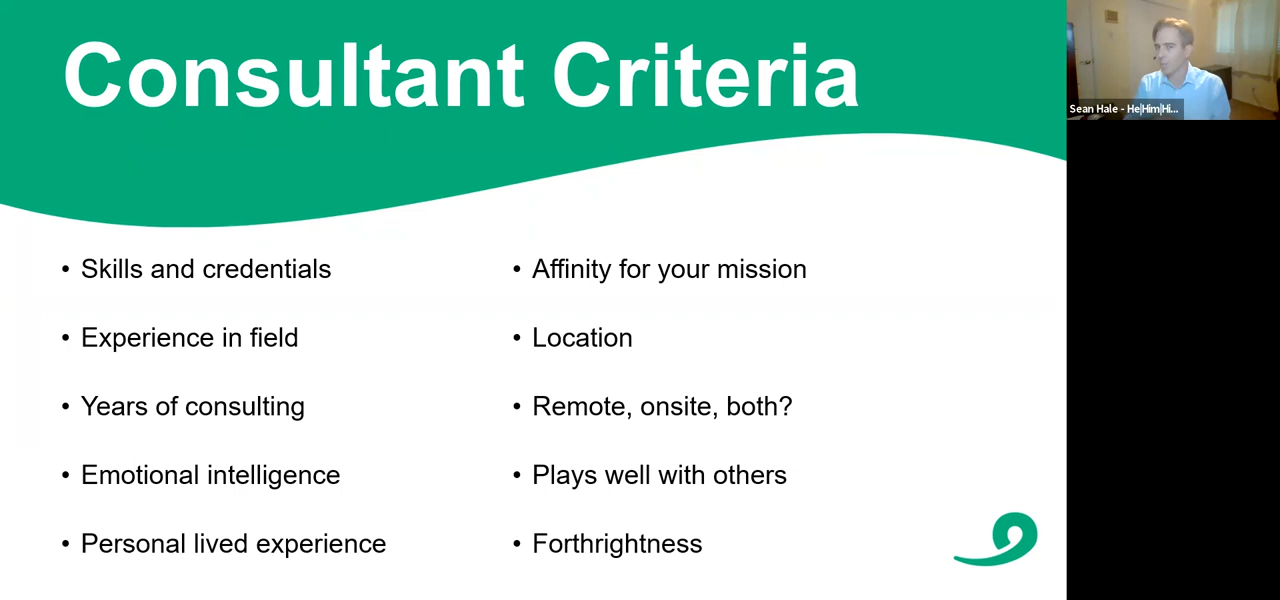 Consultant Criteria
Sean Hale - He|Him|Hi...
• Skills and credentials
• Experience in field
• Years of consulting
• Emotional intelligence
• Personal lived experience
• Affinity for your mission
• Location
• Remote, onsite, both?
• Plays well with others
• Forthrightness